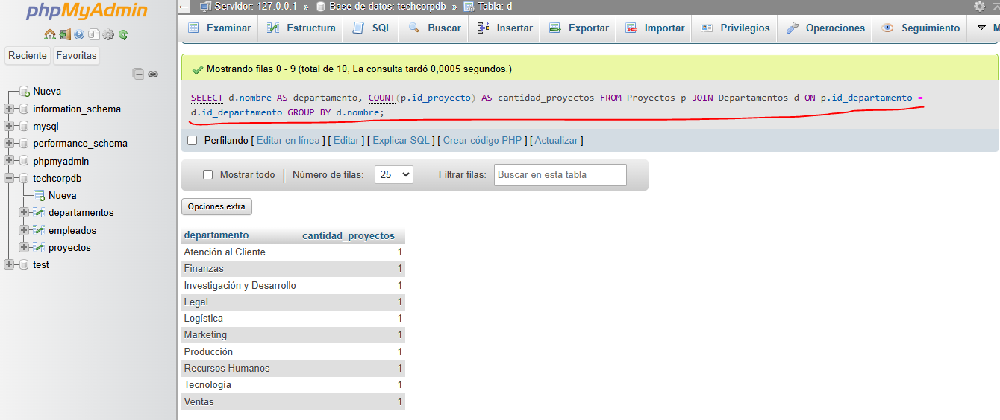 phpMyAdmin
Reciente Favoritas
Nueva
information_schema
mysql
performance_schema
phpmyadmin
techcorpdb
Nueva
departamentos
empleados
proyectos
test
Servidor: 127.0.0.1 » Base de datos: techcorpdb » Tabla: d
Examinar Estructura SQL Buscar Insertar Exportar Importar Privilegios Operaciones Seguimiento M
Mostrando filas 0 - 9 (total de 10, La consulta tardó 0,0005 segundos.)
SELECT d.nombre AS departamento, COUNT(p.id_proyecto) AS cantidad_proyectos FROM Proyectos p JOIN Departamentos d ON p.id_departamento =
d.id_departamento GROUP BY d.nombre;
Perfilando [ Editar en línea ] [ Editar ] [ Explicar SQL ] [ Crear código PHP ] [ Actualizar ]
Mostrar todo | Número de filas: 25 Filtrar filas: Buscar en esta tabla
Opciones extra
departamento cantidad_proyectos
Atención al Cliente 1
Finanzas 1
Investigación y Desarrollo 1
Legal 1
Logística 1
Marketing 1
Producción 1
Recursos Humanos 1
Tecnología 1
Ventas 1